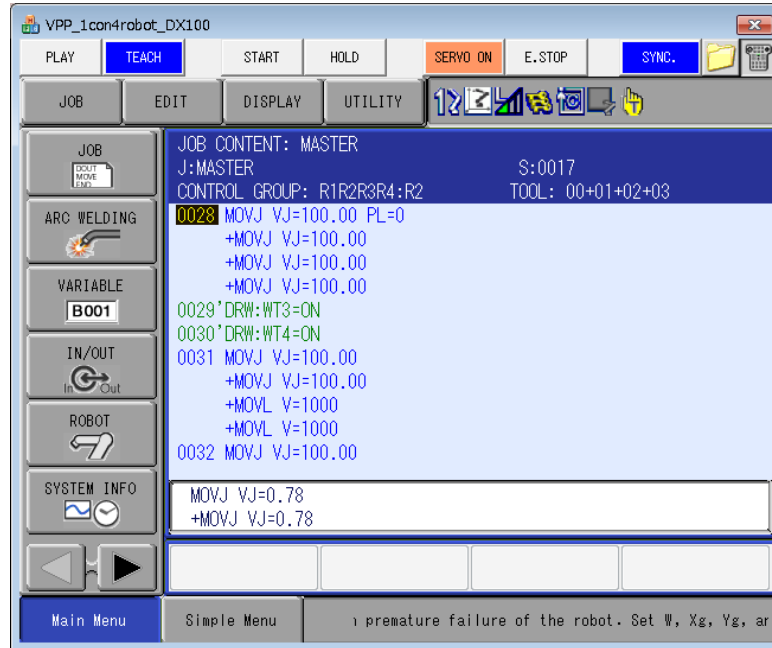 VPP_1con4robot_DX100
PLAY TEACH START HOLD SERVO ON E.STOP SYNC.
JOB EDIT DISPLAY UTILITY
JOB
DOUT
MOVE
END
ARC WELDING
VARIABLE
B001
IN/OUT
In Out
ROBOT
SYSTEM INFO
JOB CONTENT: MASTER
J:MASTER S:0017
CONTROL GROUP: R1R2R3R4:R2 TOOL: 00+01+02+03
0028 MOVJ VJ=100.00 PL=0
+MOVJ VJ=100.00
+MOVJ VJ=100.00
+MOVJ VJ=100.00
0029'DRW:WT3=ON
0030'DRW:WT4=ON
0031 MOVJ VJ=100.00
+MOVJ VJ=100.00
+MOVL V=1000
+MOVL V=1000
0032 MOVJ VJ=100.00
MOVJ VJ=0.78
+MOVJ VJ=0.78
Main Menu Simple Menu premature failure of the robot. Set W, Xg, Yg, ar